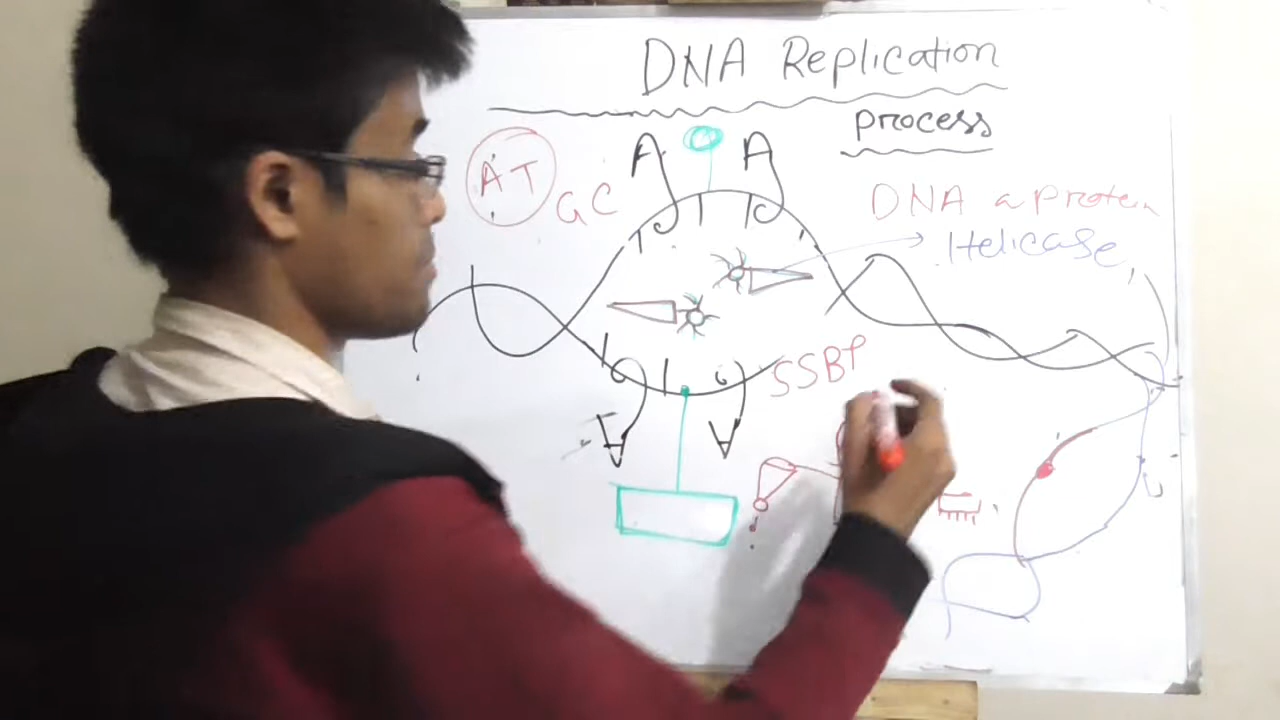 DNA Replication
process
AT
GC
A A
DNA a protein
Helicase,
SSBP
A A